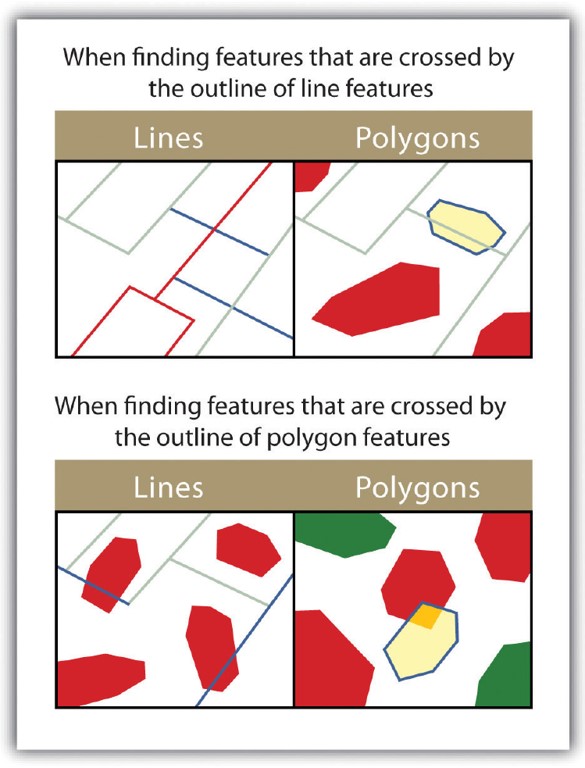 When finding features that are crossed by
the outline of line features
Lines
Polygons
When finding features that are crossed by
the outline of polygon features
Lines
Polygons